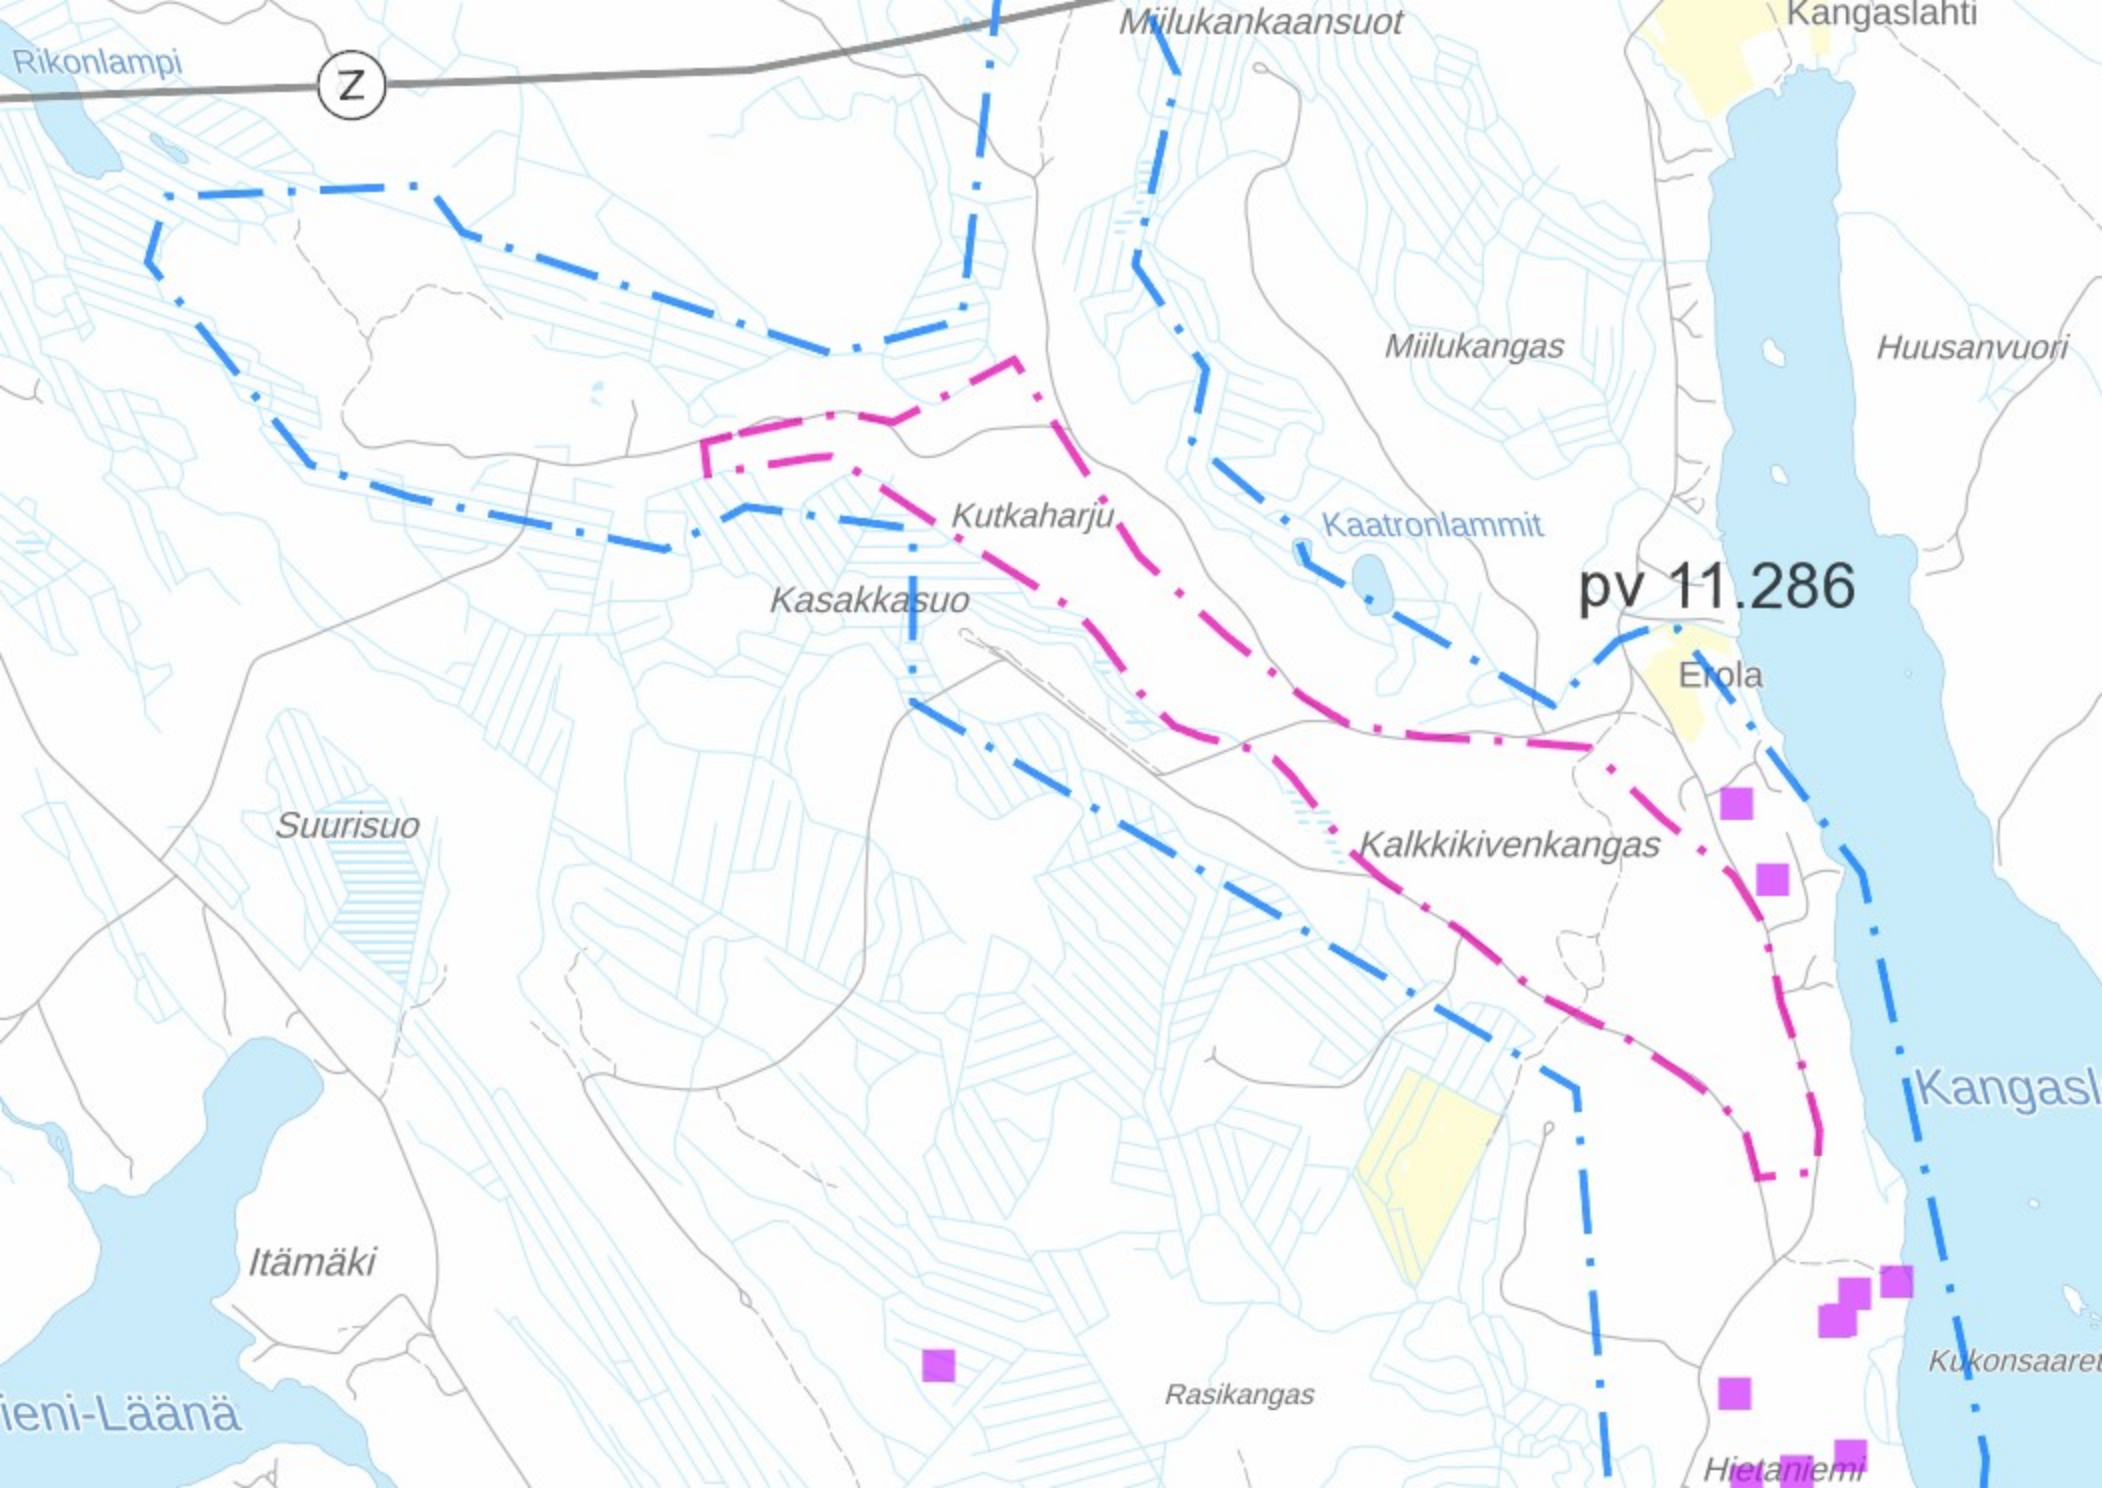 Miilukankaansuot
Kangaslahti
Rikonlampi
Z
Miilukangas
Huusanvuori
Kutkaharju
Kaatronlammit
pv 11.286
Kasakkasuo
Erola
Suurisuo
Kalkkikivenkangas
Kangasl
Itämäki
Kukonsaaret
Rasikangas
ieni-Läänä
Hietaniemi